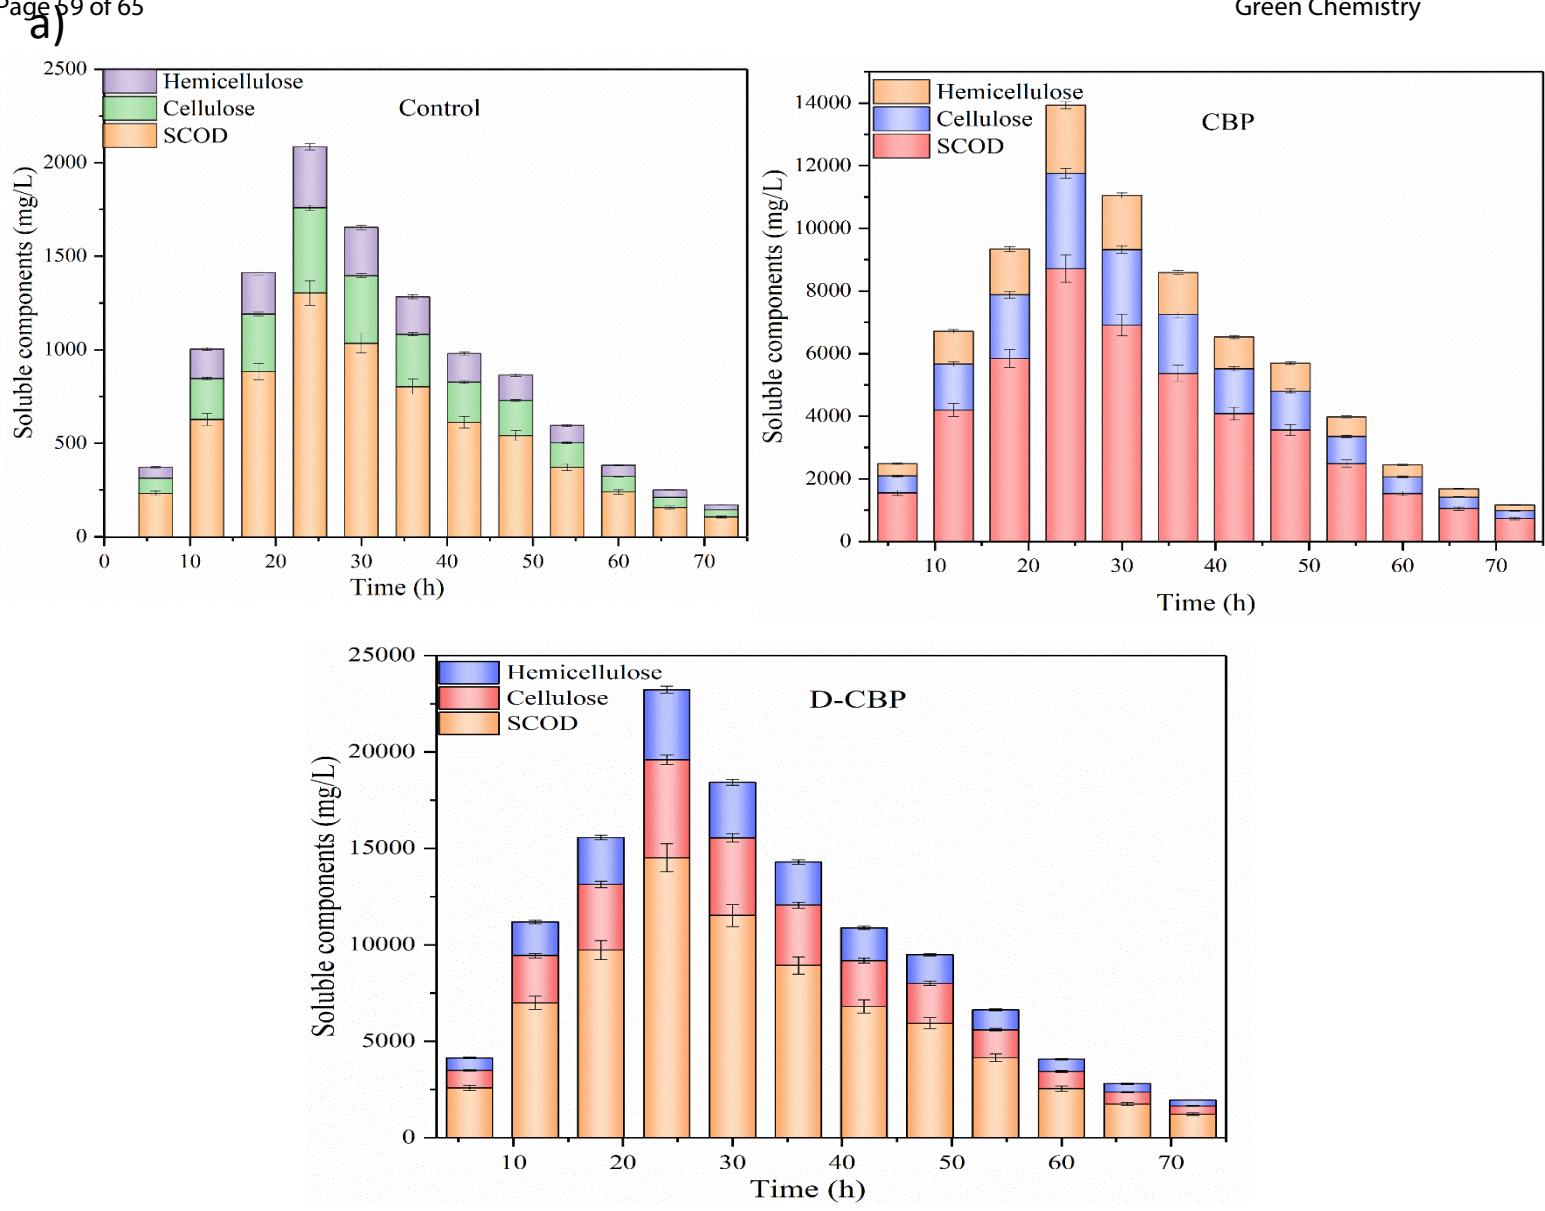 Page 59 of 65
Green Chemistry
a)
2500
2000
1500
1000
500
0
Soluble components (mg/L)
Hemicellulose
Cellulose
SCOD
Control
0 10 20 30 40 50 60 70
Time (h)
14000
12000
10000
8000
6000
4000
2000
0
Soluble components (mg/L)
Hemicellulose
Cellulose
SCOD
CBP
10 20 30 40 50 60 70
Time (h)
25000
20000
15000
10000
5000
0
Soluble components (mg/L)
Hemicellulose
Cellulose
SCOD
D-CBP
10 20 30 40 50 60 70
Time (h)